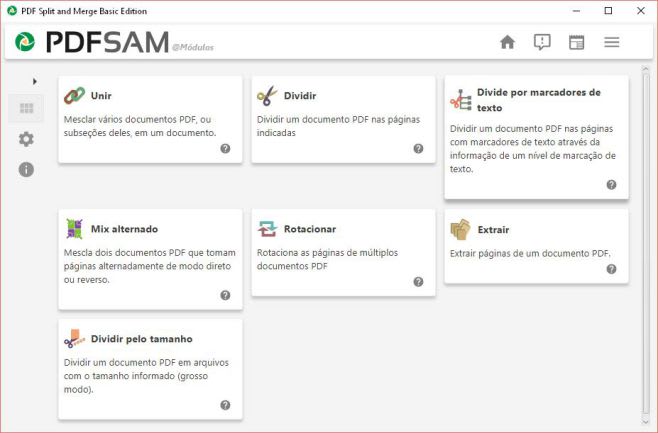 PDF Split and Merge Basic Edition
PDFSAM @Módulos
Unir
Mesclar vários documentos PDF, ou
subseções deles, em um documento.
Dividir
Dividir um documento PDF nas páginas
indicadas
Divide por marcadores de
texto
Dividir um documento PDF nas páginas
com marcadores de texto através da
informação de um nível de marcação de
texto.
Mix alternado
Mescla dois documentos PDF que tomam
páginas alternadamente de modo direto
ou reverso.
Rotacionar
Rotaciona as páginas de múltiplos
documentos PDF
Extrair
Extrair páginas de um documento PDF.
Dividir pelo tamanho
Dividir um documento PDF em arquivos
com o tamanho informado (grosso
modo).